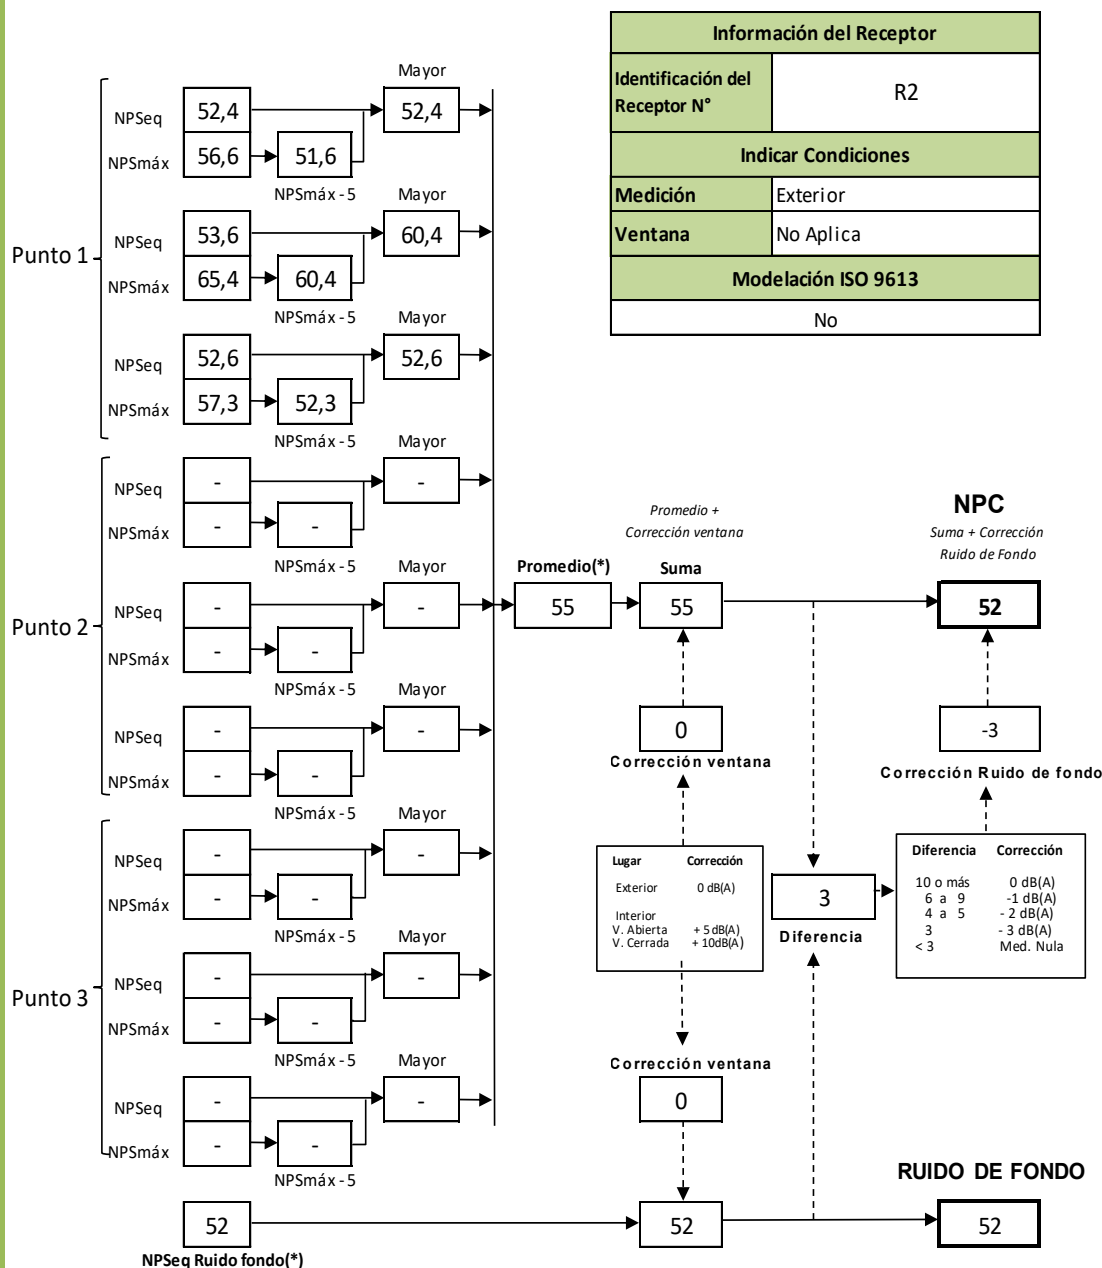 Información del Receptor
Identificación del Receptor N°
R2
Indicar Condiciones
Medición Exterior
Ventana No Aplica
Modelación ISO 9613
No
Punto 1
Mayor
NPSeq 52,4 52,4
NPSmáx 56,6 51,6
NPSmáx - 5 Mayor
NPSeq 53,6 60,4
NPSmáx 65,4 60,4
NPSmáx - 5 Mayor
NPSeq 52,6 52,6
NPSmáx 57,3 52,3
NPSmáx - 5 Mayor
Punto 2
NPSeq - -
NPSmáx - -
NPSmáx - 5 Mayor
NPSeq - -
NPSmáx - -
NPSmáx - 5 Mayor
NPSeq - -
NPSmáx - -
NPSmáx - 5 Mayor
Punto 3
NPSeq - -
NPSmáx - -
NPSmáx - 5 Mayor
NPSeq - -
NPSmáx - -
NPSmáx - 5 Mayor
NPSeq - -
NPSmáx - -
NPSmáx - 5
Promedio(*)
55
Promedio +
Corrección ventana
Suma
55
0
Corrección ventana
NPC
Suma + Corrección
Ruido de Fondo
52
-3
Corrección Ruido de fondo
Lugar Corrección
Exterior 0 dB(A)
Interior
V. Abierta + 5 dB(A)
V. Cerrada + 10dB(A)
3
Diferencia
Diferencia Corrección
10 o más 0 dB(A)
6 a 9 -1 dB(A)
4 a 5 - 2 dB(A)
3 - 3 dB(A)
< 3 Med. Nula
Corrección ventana
0
RUIDO DE FONDO
52 52 52
NPSeq Ruido fondo(*)